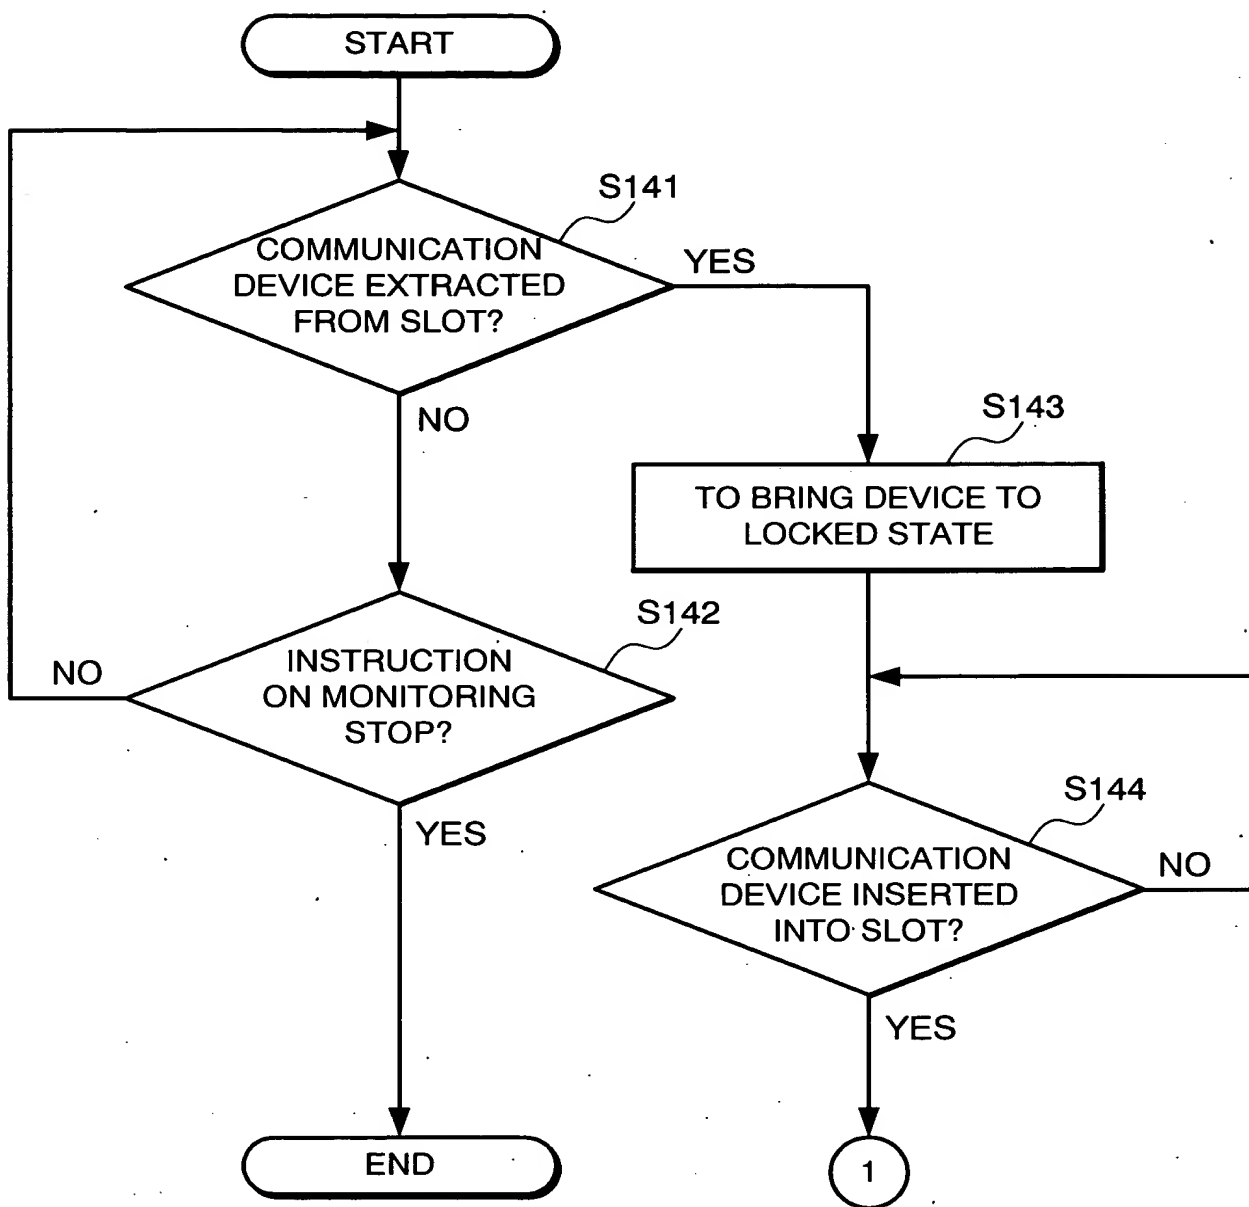 START
S141
COMMUNICATION
DEVICE EXTRACTED
FROM SLOT?
YES
NO
S143
TO BRING DEVICE TO
LOCKED STATE
S142
INSTRUCTION
ON MONITORING
STOP?
NO
YES
S144
COMMUNICATION
DEVICE INSERTED
INTO SLOT?
NO
YES
END
1